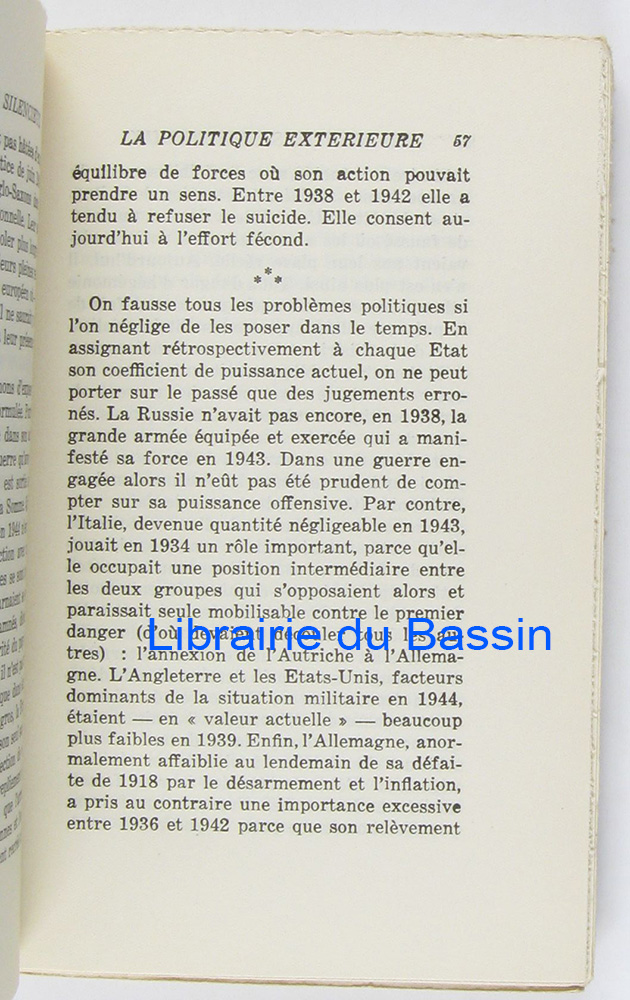 SILENCIEU
LA POLITIQUE EXTERIEURE 57
équilibre de forces où son action pouvait
prendre un sens. Entre 1938 et 1942 elle a
tendu à refuser le suicide. Elle consent au-
jourd'hui à l'effort fécond.
***
On fausse tous les problèmes politiques si
l'on néglige de les poser dans le temps. En
assignant rétrospectivement à chaque Etat
son coefficient de puissance actuel, on ne peut
porter sur le passé que des jugements erro-
nés. La Russie n'avait pas encore, en 1938, la
grande armée équipée et exercée qui a mani-
festé sa force en 1943. Dans une guerre en-
gagée alors il n'eût pas été prudent de com-
pter sur sa puissance offensive. Par contre,
l'Italie, devenue quantité négligeable en 1943,
jouait en 1934 un rôle important, parce qu'el-
le occupait une position intermédiaire entre
les deux groupes qui s'opposaient alors et
paraissait seule mobilisable contre le premier
danger (d'où devaient découler tous les au-
tres) : l'annexion de l'Autriche à l'Allema-
gne. L'Angleterre et les Etats-Unis, facteurs
dominants de la situation militaire en 1944,
étaient — en « valeur actuelle » — beaucoup
plus faibles en 1939. Enfin, l'Allemagne, anor-
malement affaiblie au lendemain de sa défai-
te de 1918 par le désarmement et l'inflation,
a pris au contraire une importance excessive
entre 1936 et 1942 parce que son relèvement
Librairie du Bassin